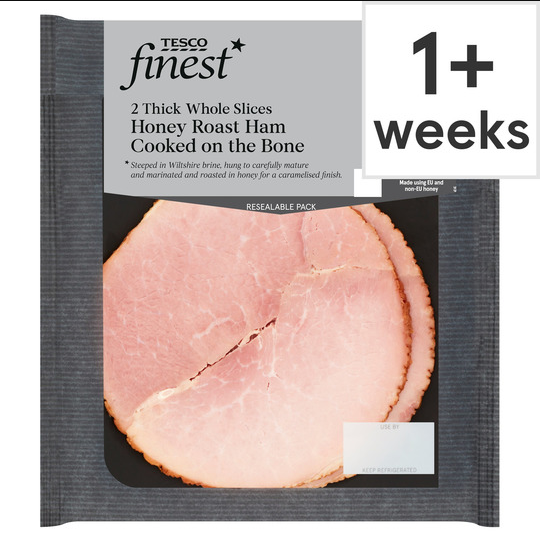 TESCO
finest*
2 Thick Whole Slices
Honey Roast Ham
Cooked on the Bone
* Steeped in Wiltshire brine, hung to carefully mature
and marinated and roasted in honey for a caramelised finish.
1+
weeks
Made using EU and
non-EU honey
RESEALABLE PACK
USE BY
KEEP REFRIGERATED